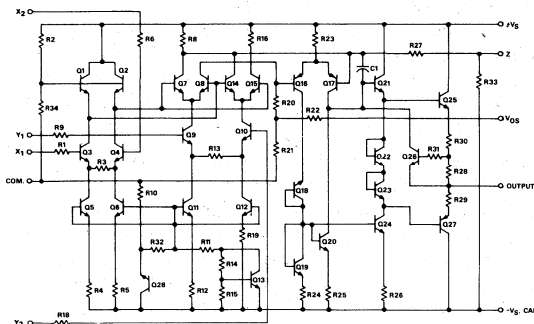 X2
R2 R6 R8 R16 R23 +VS
R27 Z
C1
Q1 Q2 Q7 Q8 Q14 Q15 Q16 Q17 Q21 R33
R34 R20 Q25
R22 VOS
Y1 R9 Q9 Q10 R30
X1 R1 Q3 Q4 R13 R21 Q22 Q26 R31
R3 R28
COM. OUTPUT
R10 Q18 Q23 R29
Q5 Q6 Q11 Q12 Q20 Q24 Q27
R19
R32 R11 Q19
R14 Q13
Q28
R4 R5 R12 R15 R24 R25 R26
-VS, CA
R18